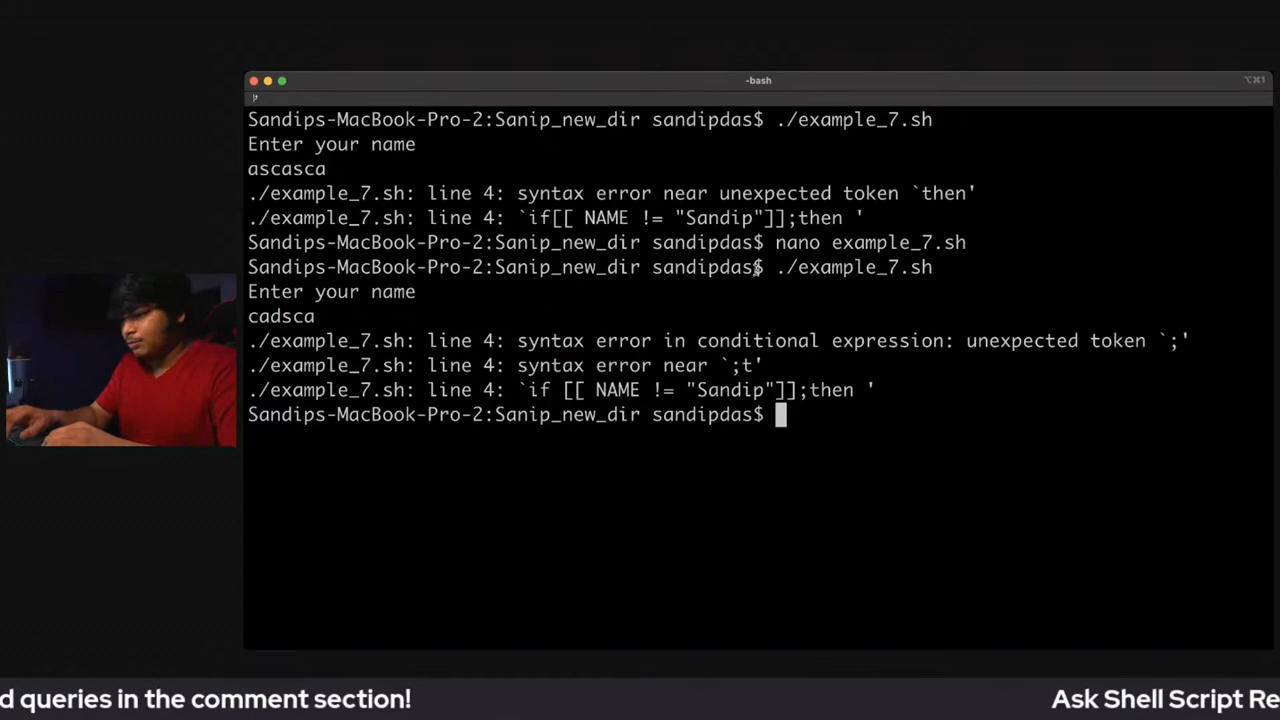 -bash
⌥⌘1
Sandips-MacBook-Pro-2:Sanip_new_dir sandipdas$ ./example_7.sh
Enter your name
ascasca
./example_7.sh: line 4: syntax error near unexpected token `then'
./example_7.sh: line 4: `if[[ NAME != "Sandip"]];then '
Sandips-MacBook-Pro-2:Sanip_new_dir sandipdas$ nano example_7.sh
Sandips-MacBook-Pro-2:Sanip_new_dir sandipdas$ ./example_7.sh
Enter your name
cadsca
./example_7.sh: line 4: syntax error in conditional expression: unexpected token `;'
./example_7.sh: line 4: syntax error near `;t'
./example_7.sh: line 4: `if [[ NAME != "Sandip"]];then '
Sandips-MacBook-Pro-2:Sanip_new_dir sandipdas$
d queries in the comment section! Ask Shell Script Re